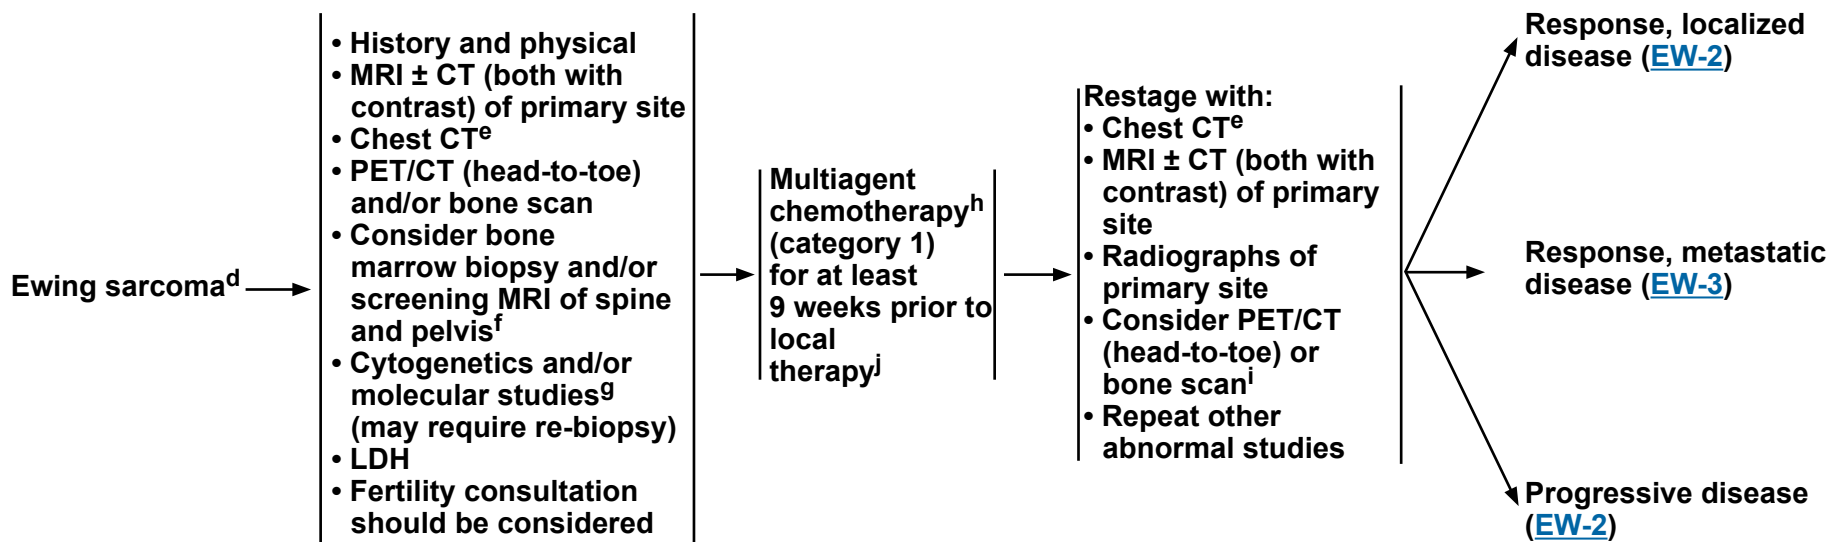 Ewing sarcomaᵈ
• History and physical
• MRI ± CT (both with
contrast) of primary site
• Chest CTᵉ
• PET/CT (head-to-toe)
and/or bone scan
• Consider bone
marrow biopsy and/or
screening MRI of spine
and pelvisᶠ
• Cytogenetics and/or
molecular studiesᵍ
(may require re-biopsy)
• LDH
• Fertility consultation
should be considered
Multiagent
chemotherapyʰ
(category 1)
for at least
9 weeks prior to
local
therapyʲ
Restage with:
• Chest CTᵉ
• MRI ± CT (both with
contrast) of primary
site
• Radiographs of
primary site
• Consider PET/CT
(head-to-toe) or
bone scanⁱ
• Repeat other
abnormal studies
Response, localized
disease (EW-2)
Response, metastatic
disease (EW-3)
Progressive disease
(EW-2)